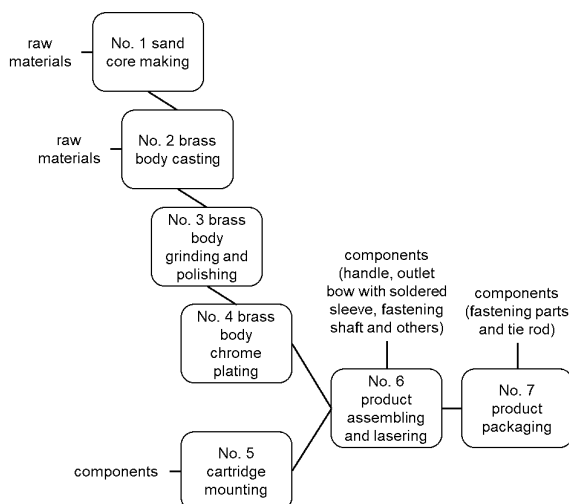 raw
materials
No. 1 sand
core making
raw
materials
No. 2 brass
body casting
No. 3 brass
body
grinding and
polishing
No. 4 brass
body
chrome
plating
components
No. 5
cartridge
mounting
components
(handle, outlet
bow with soldered
sleeve, fastening
shaft and others)
No. 6
product
assembling
and lasering
components
(fastening parts
and tie rod)
No. 7
product
packaging